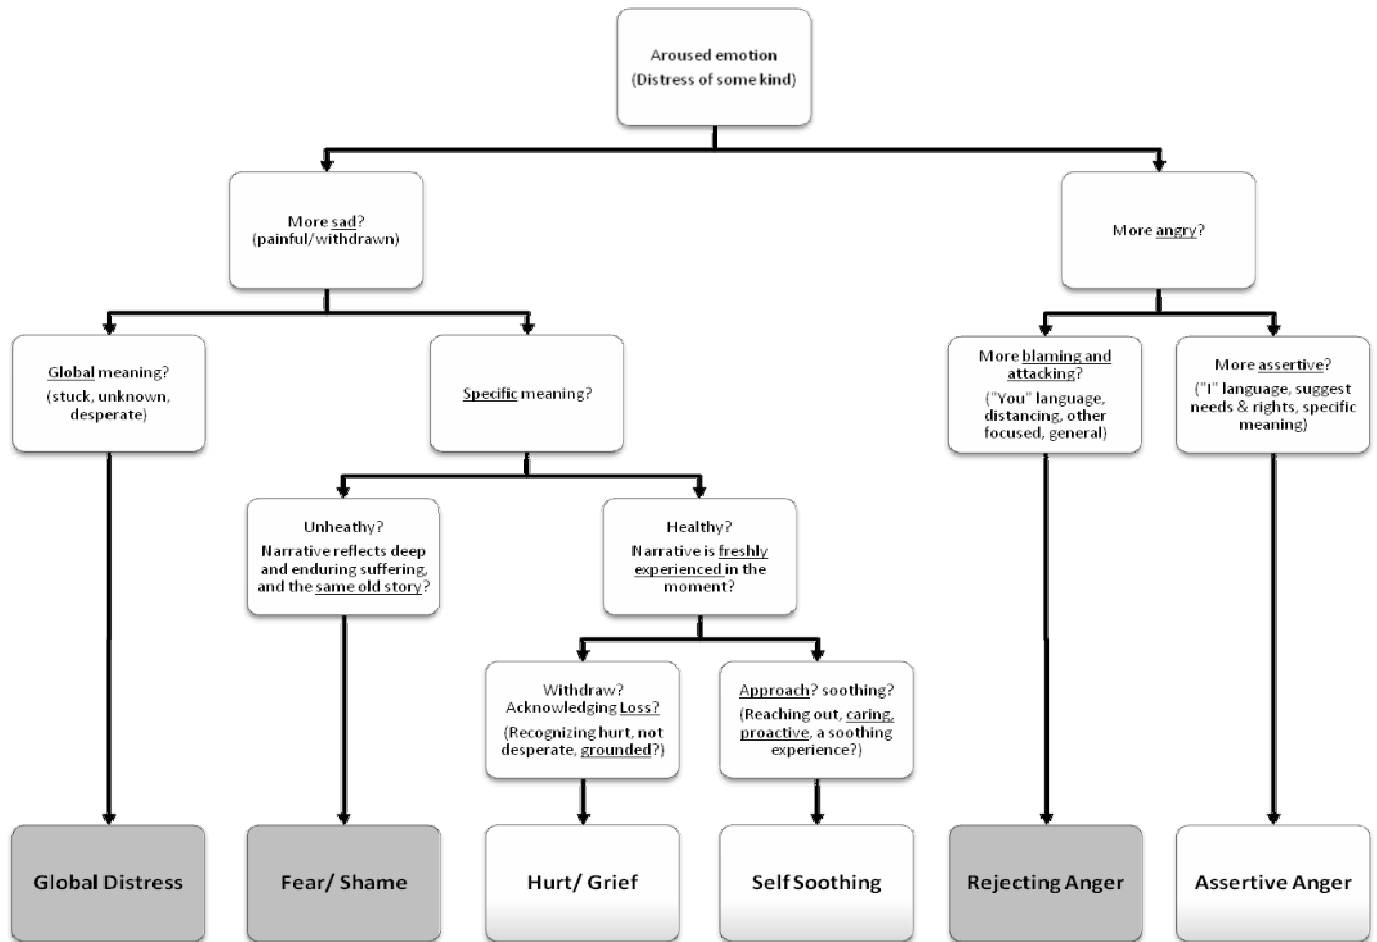 Aroused emotion
(Distress of some kind)
More sad?
(painful/withdrawn)
More angry?
Global meaning?
(stuck, unknown,
desperate)
Specific meaning?
More blaming and
attacking?
("You" language,
distancing, other
focused, general)
More assertive?
("I" language, suggest
needs & rights, specific
meaning)
Unheathy?
Narrative reflects deep
and enduring suffering,
and the same old story?
Healthy?
Narrative is freshly
experienced in the
moment?
Withdraw?
Acknowledging Loss?
(Recognizing hurt, not
desperate, grounded?)
Approach? soothing?
(Reaching out, caring,
proactive, a soothing
experience?)
Global Distress
Fear/ Shame
Hurt/ Grief
Self Soothing
Rejecting Anger
Assertive Anger